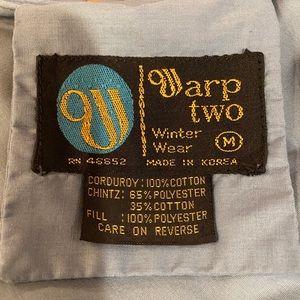 W
Warp
two
Winter
Wear M
RN 46652 MADE IN KOREA
CORDUROY: 100% COTTON
CHINTZ: 65% POLYESTER
35% COTTON
FILL : 100% POLYESTER
CARE ON REVERSE